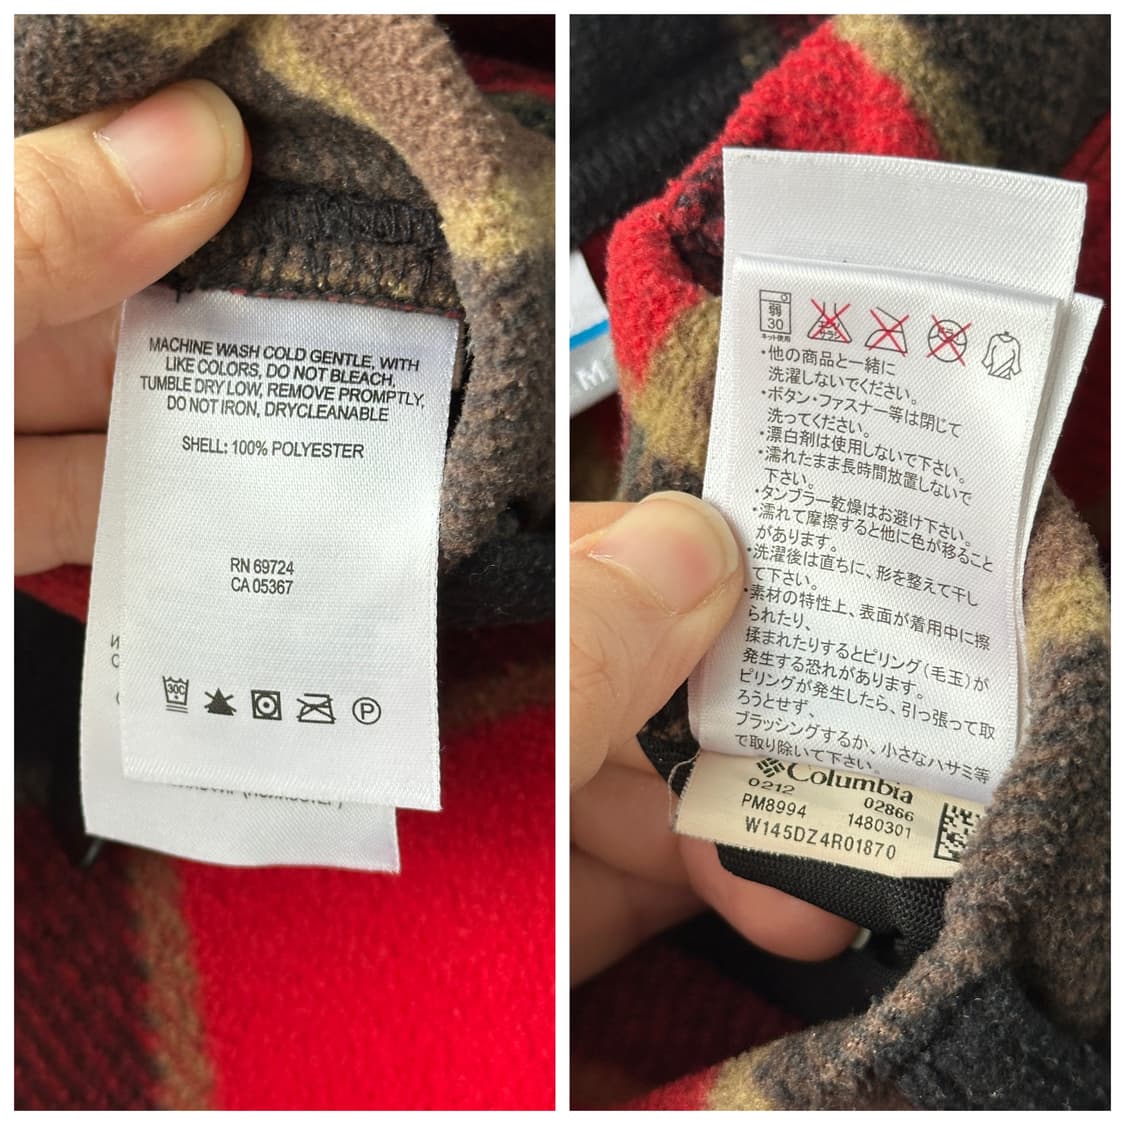 MACHINE WASH COLD GENTLE, WITH
LIKE COLORS, DO NOT BLEACH,
TUMBLE DRY LOW, REMOVE PROMPTLY,
DO NOT IRON, DRYCLEANABLE
SHELL: 100% POLYESTER
RN 69724
CA 05367
30C
P
M
弱
30
ネット使用
・他の商品と一緒に
洗濯しないでください。
・ボタン・ファスナー等は閉じて
洗ってください。
・漂白剤は使用しないで下さい。
・濡れたまま長時間放置しないで
下さい。
・タンブラー乾燥はお避け下さい。
・濡れて摩擦すると他に色が移ること
があります。
・洗濯後は直ちに、形を整えて干し
て下さい。
・素材の特性上、表面が着用中に擦
られたり、
揉まれたりするとピリング(毛玉)が
発生する恐れがあります。
ピリングが発生したら、引っ張って取
ろうとせず、
ブラッシングするか、小さなハサミ等
で取り除いて下さい。
Columbia
0212 02866
PM8994 1480301
W145DZ4R01870